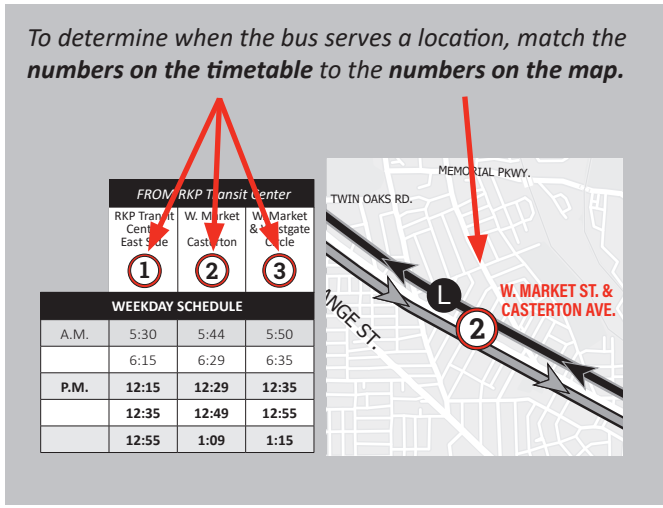 To determine when the bus serves a location, match the
numbers on the timetable to the numbers on the map.
FROM RKP Transit Center
RKP Transit W. Market W. Market
Center & & Westgate
East Side Casterton Circle
1 2 3
WEEKDAY SCHEDULE
A.M. 5:30 5:44 5:50
6:15 6:29 6:35
P.M. 12:15 12:29 12:35
12:35 12:49 12:55
12:55 1:09 1:15
MEMORIAL PKWY.
TWIN OAKS RD.
L
ANGE ST.
2
W. MARKET ST. &
CASTERTON AVE.